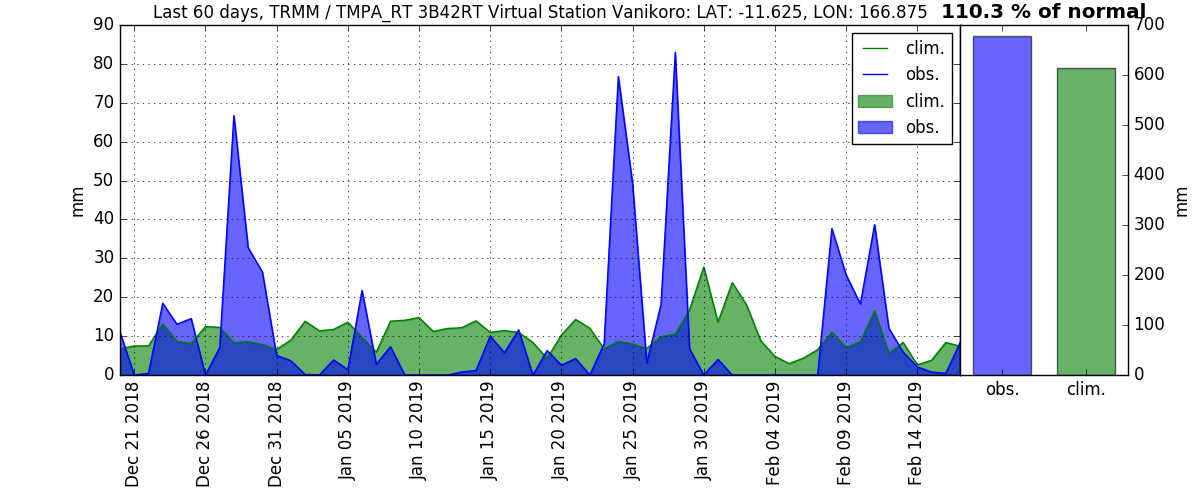 Last 60 days, TRMM / TMPA_RT 3B42RT Virtual Station Vanikoro: LAT: -11.625, LON: 166.875 110.3 % of normal
90
80
70
60
50
40
30
20
10
0
mm
clim.
obs.
clim.
obs.
Dec 21 2018
Dec 26 2018
Dec 31 2018
Jan 05 2019
Jan 10 2019
Jan 15 2019
Jan 20 2019
Jan 25 2019
Jan 30 2019
Feb 04 2019
Feb 09 2019
Feb 14 2019
700
600
500
400
300
200
100
0
mm
obs. clim.